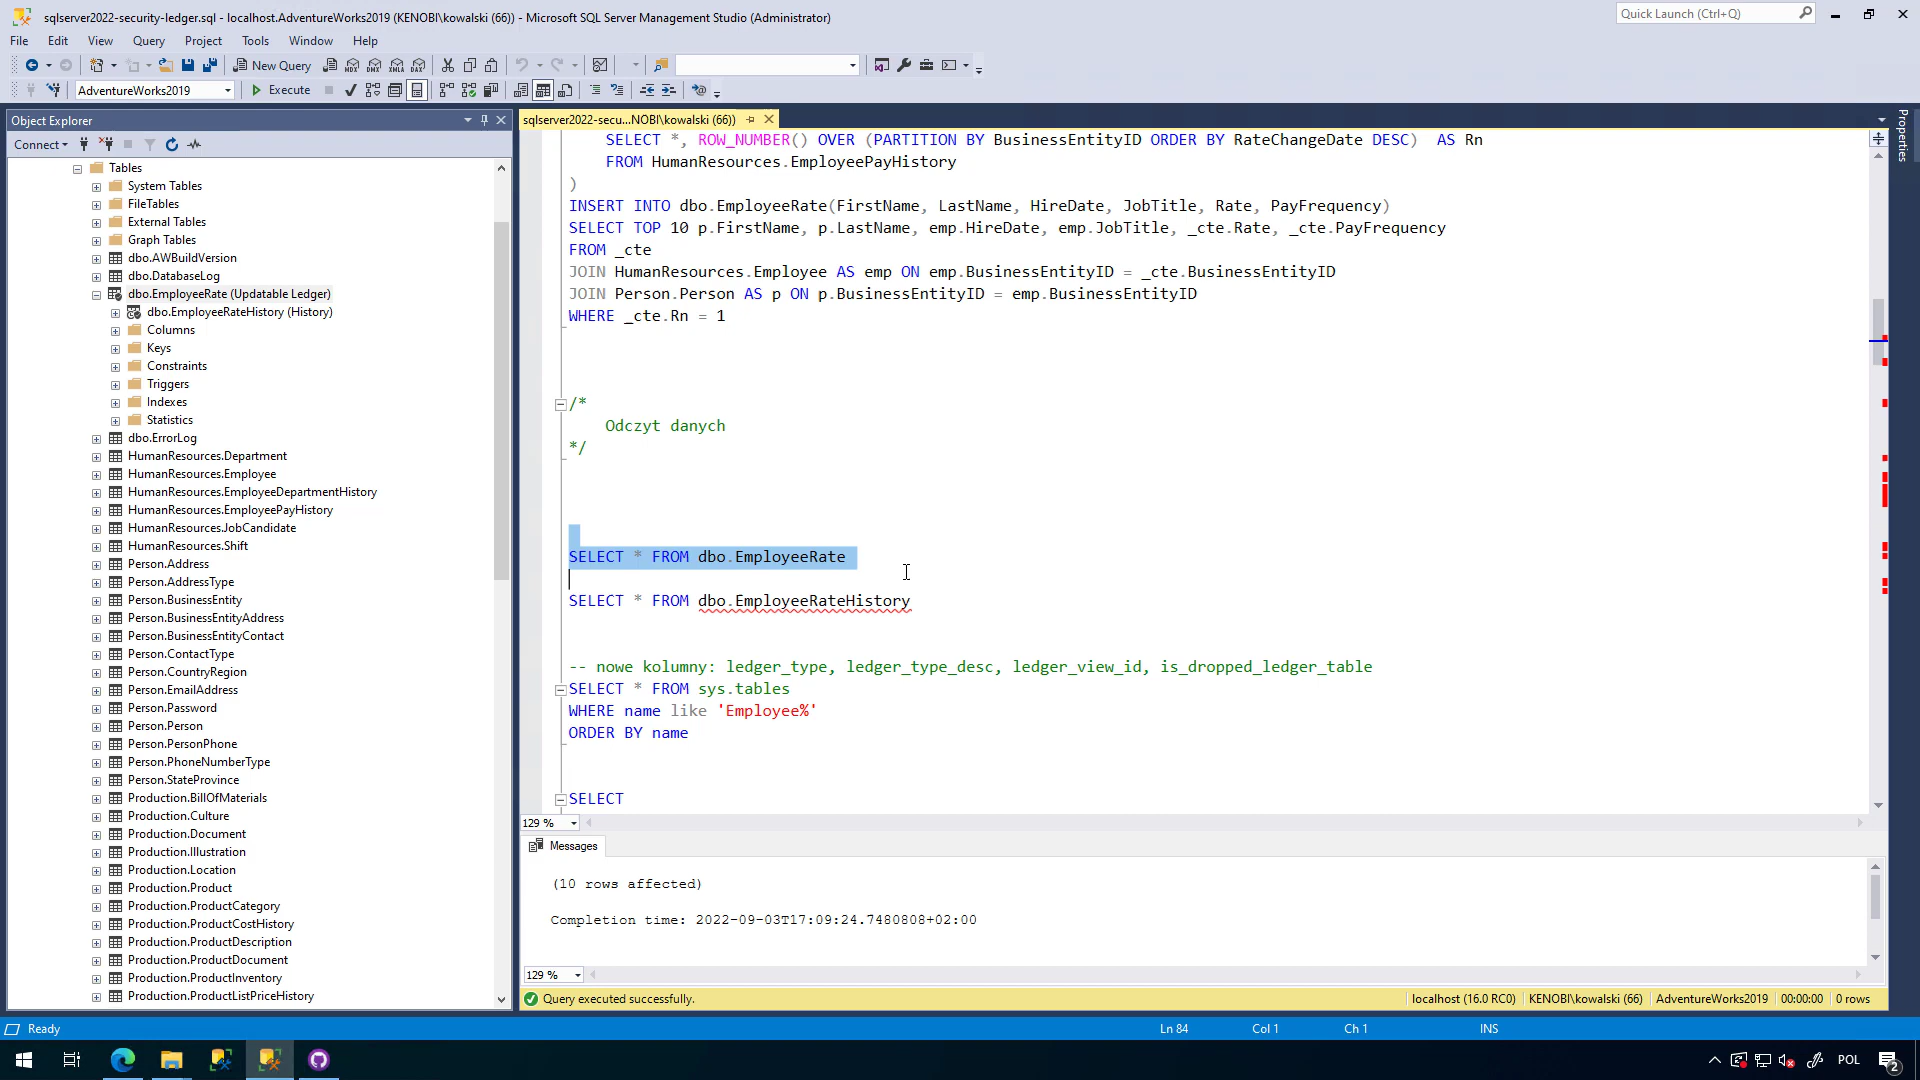 sqlserver2022-security-ledger.sql - localhost.AdventureWorks2019 (KENOBI\kowalski (66)) - Microsoft SQL Server Management Studio (Administrator)
Quick Launch (Ctrl+Q)
File Edit View Query Project Tools Window Help
New Query
MDX DMX XMLA DAX
AdventureWorks2019
Execute
Object Explorer
Connect
Tables
System Tables
FileTables
External Tables
Graph Tables
dbo.AWBuildVersion
dbo.DatabaseLog
dbo.EmployeeRate (Updatable Ledger)
dbo.EmployeeRateHistory (History)
Columns
Keys
Constraints
Triggers
Indexes
Statistics
dbo.ErrorLog
HumanResources.Department
HumanResources.Employee
HumanResources.EmployeeDepartmentHistory
HumanResources.EmployeePayHistory
HumanResources.JobCandidate
HumanResources.Shift
Person.Address
Person.AddressType
Person.BusinessEntity
Person.BusinessEntityAddress
Person.BusinessEntityContact
Person.ContactType
Person.CountryRegion
Person.EmailAddress
Person.Password
Person.Person
Person.PersonPhone
Person.PhoneNumberType
Person.StateProvince
Production.BillOfMaterials
Production.Culture
Production.Document
Production.Illustration
Production.Location
Production.Product
Production.ProductCategory
Production.ProductCostHistory
Production.ProductDescription
Production.ProductDocument
Production.ProductInventory
Production.ProductListPriceHistory
sqlserver2022-secu...NOBI\kowalski (66))
SELECT *, ROW_NUMBER() OVER (PARTITION BY BusinessEntityID ORDER BY RateChangeDate DESC)  AS Rn
FROM HumanResources.EmployeePayHistory
)
INSERT INTO dbo.EmployeeRate(FirstName, LastName, HireDate, JobTitle, Rate, PayFrequency)
SELECT TOP 10 p.FirstName, p.LastName, emp.HireDate, emp.JobTitle, _cte.Rate, _cte.PayFrequency
FROM _cte
JOIN HumanResources.Employee AS emp ON emp.BusinessEntityID = _cte.BusinessEntityID
JOIN Person.Person AS p ON p.BusinessEntityID = emp.BusinessEntityID
WHERE _cte.Rn = 1
/*
Odczyt danych
*/
SELECT * FROM dbo.EmployeeRate
SELECT * FROM dbo.EmployeeRateHistory
-- nowe kolumny: ledger_type, ledger_type_desc, ledger_view_id, is_dropped_ledger_table
SELECT * FROM sys.tables
WHERE name like 'Employee%'
ORDER BY name
SELECT
129 %
Messages
(10 rows affected)
Completion time: 2022-09-03T17:09:24.7480808+02:00
129 %
Query executed successfully.
localhost (16.0 RC0) KENOBI\kowalski (66) AdventureWorks2019 00:00:00 0 rows
Properties
Ready
Ln 84 Col 1 Ch 1 INS
POL
2